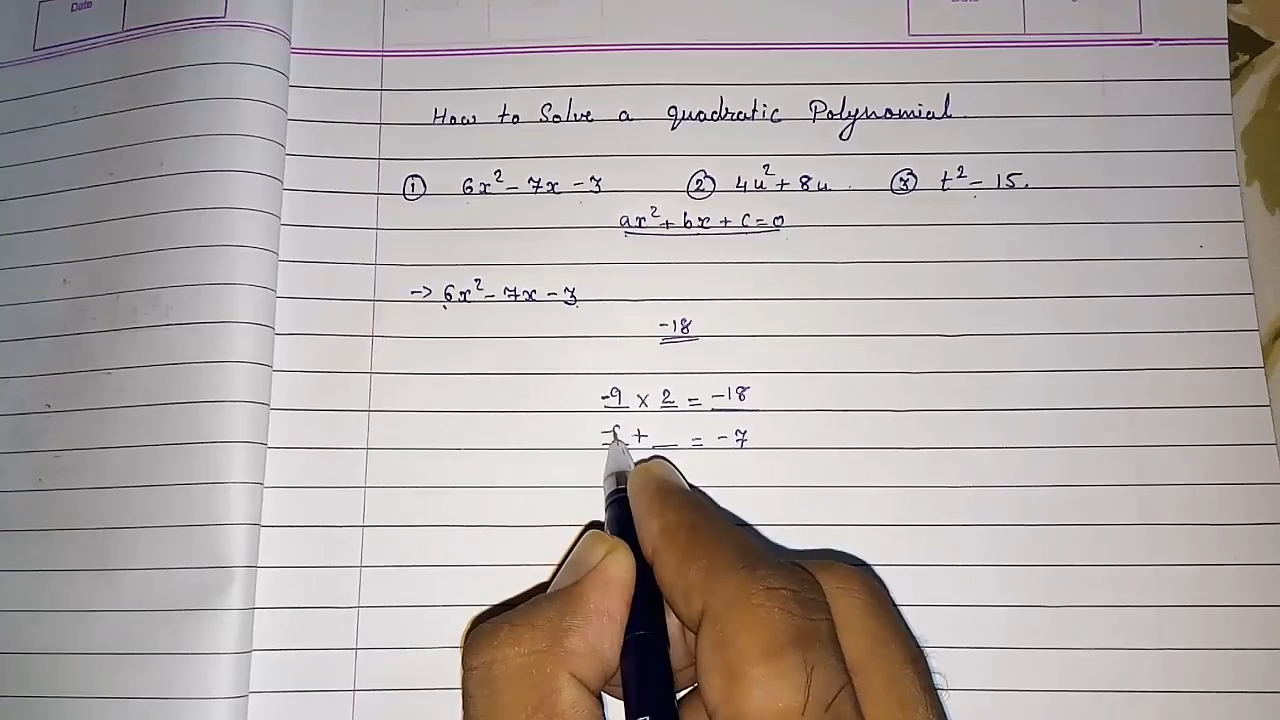 Date
How to Solve a quadratic Polynomial
① 6x² - 7x - 3 ② 4u² + 8u ③ t² - 15.
ax² + bx + c = 0
→ 6x² - 7x - 3
-18
-9 × 2 = -18
- + __ = -7